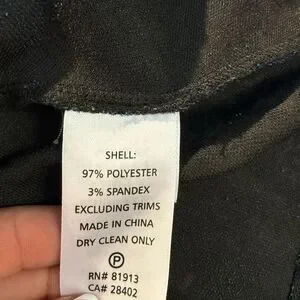 SHELL:
97% POLYESTER
3% SPANDEX
EXCLUDING TRIMS
MADE IN CHINA
DRY CLEAN ONLY
P
RN# 81913
CA# 28402